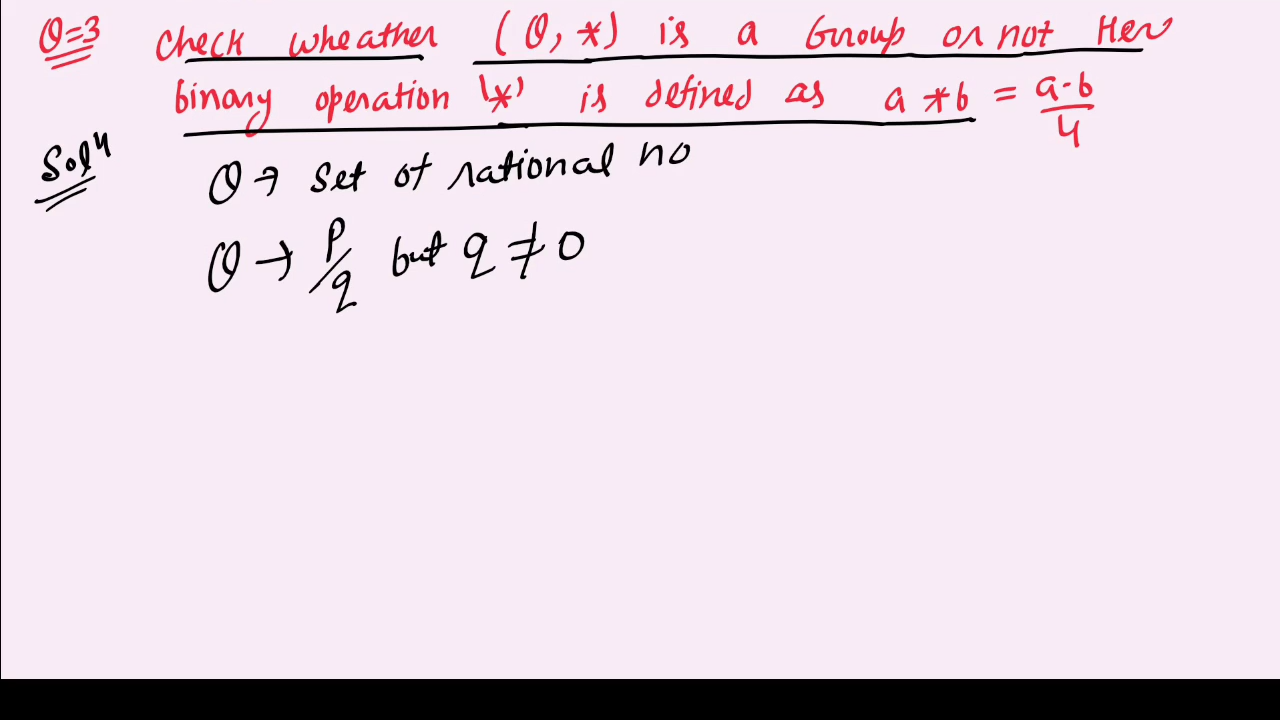 Q=3 Check wheather (Q, *) is a Group or not Her
binary operation '*' is defined as a * b = a·b/4
Solⁿ Q → Set of rational no
Q → p/q but q ≠ 0